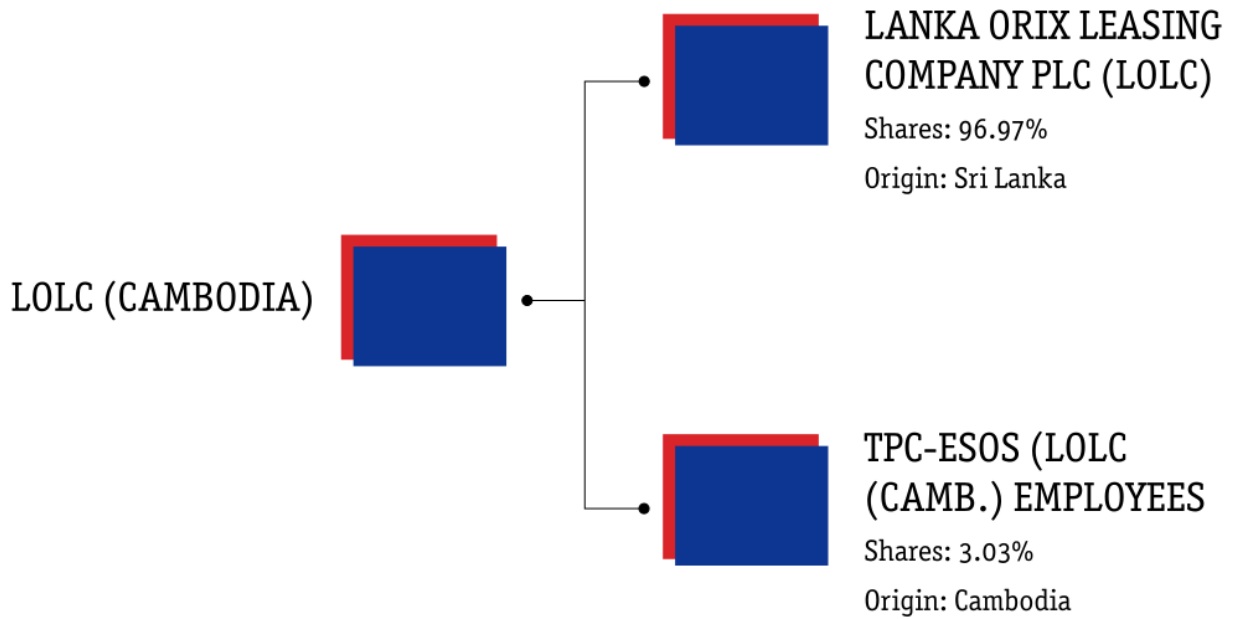 LANKA ORIX LEASING
COMPANY PLC (LOLC)
Shares: 96.97%
Origin: Sri Lanka
LOLC (CAMBODIA)
TPC-ESOS (LOLC
(CAMB.) EMPLOYEES
Shares: 3.03%
Origin: Cambodia